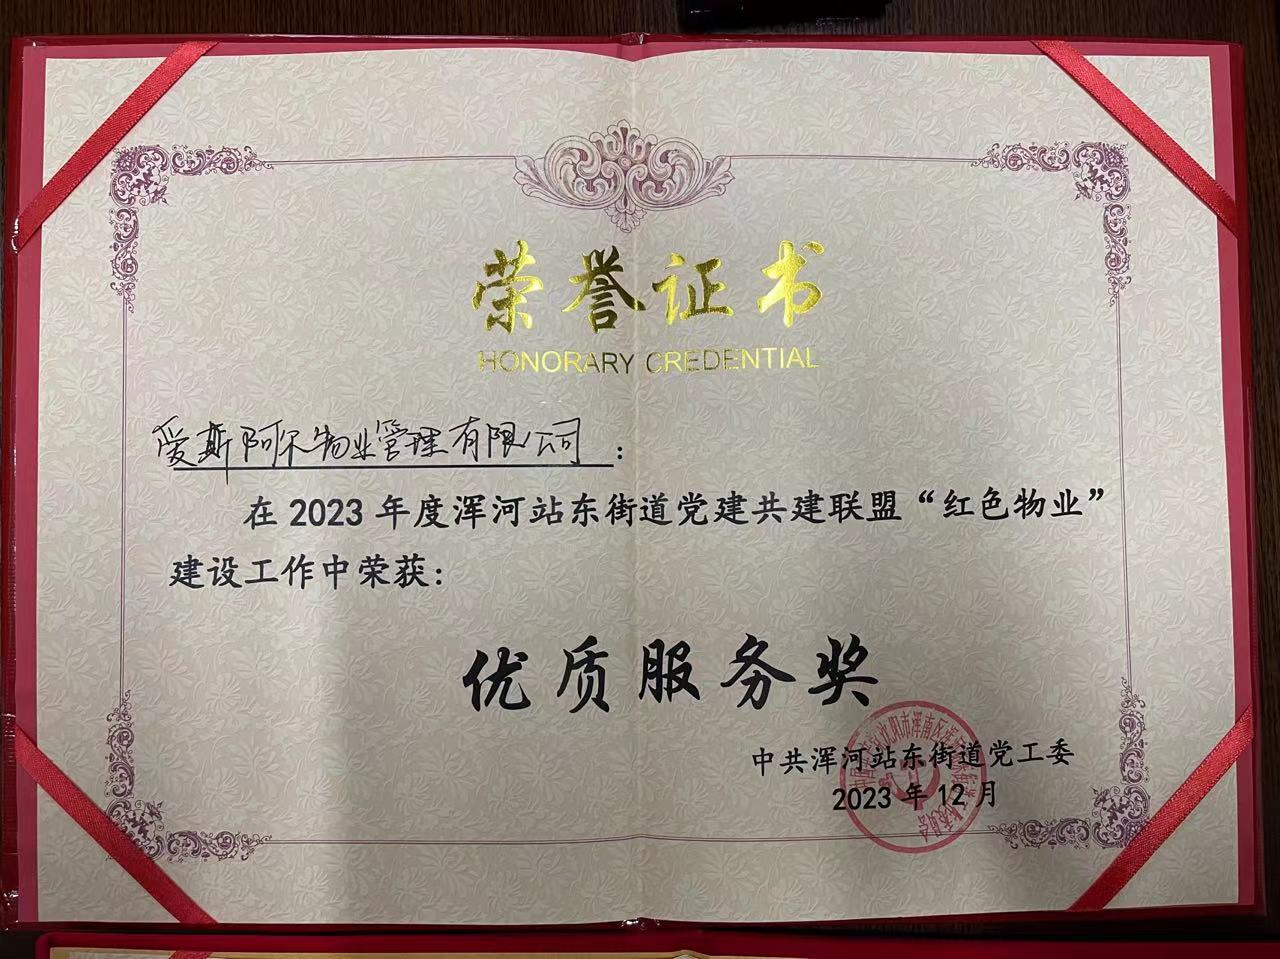 荣誉证书
HONORARY CREDENTIAL
爱斯阿尔物业管理有限公司：
在2023年度浑河站东街道党建共建联盟“红色物业”
建设工作中荣获：
优质服务奖
中共浑河站东街道党工委
2023年12月